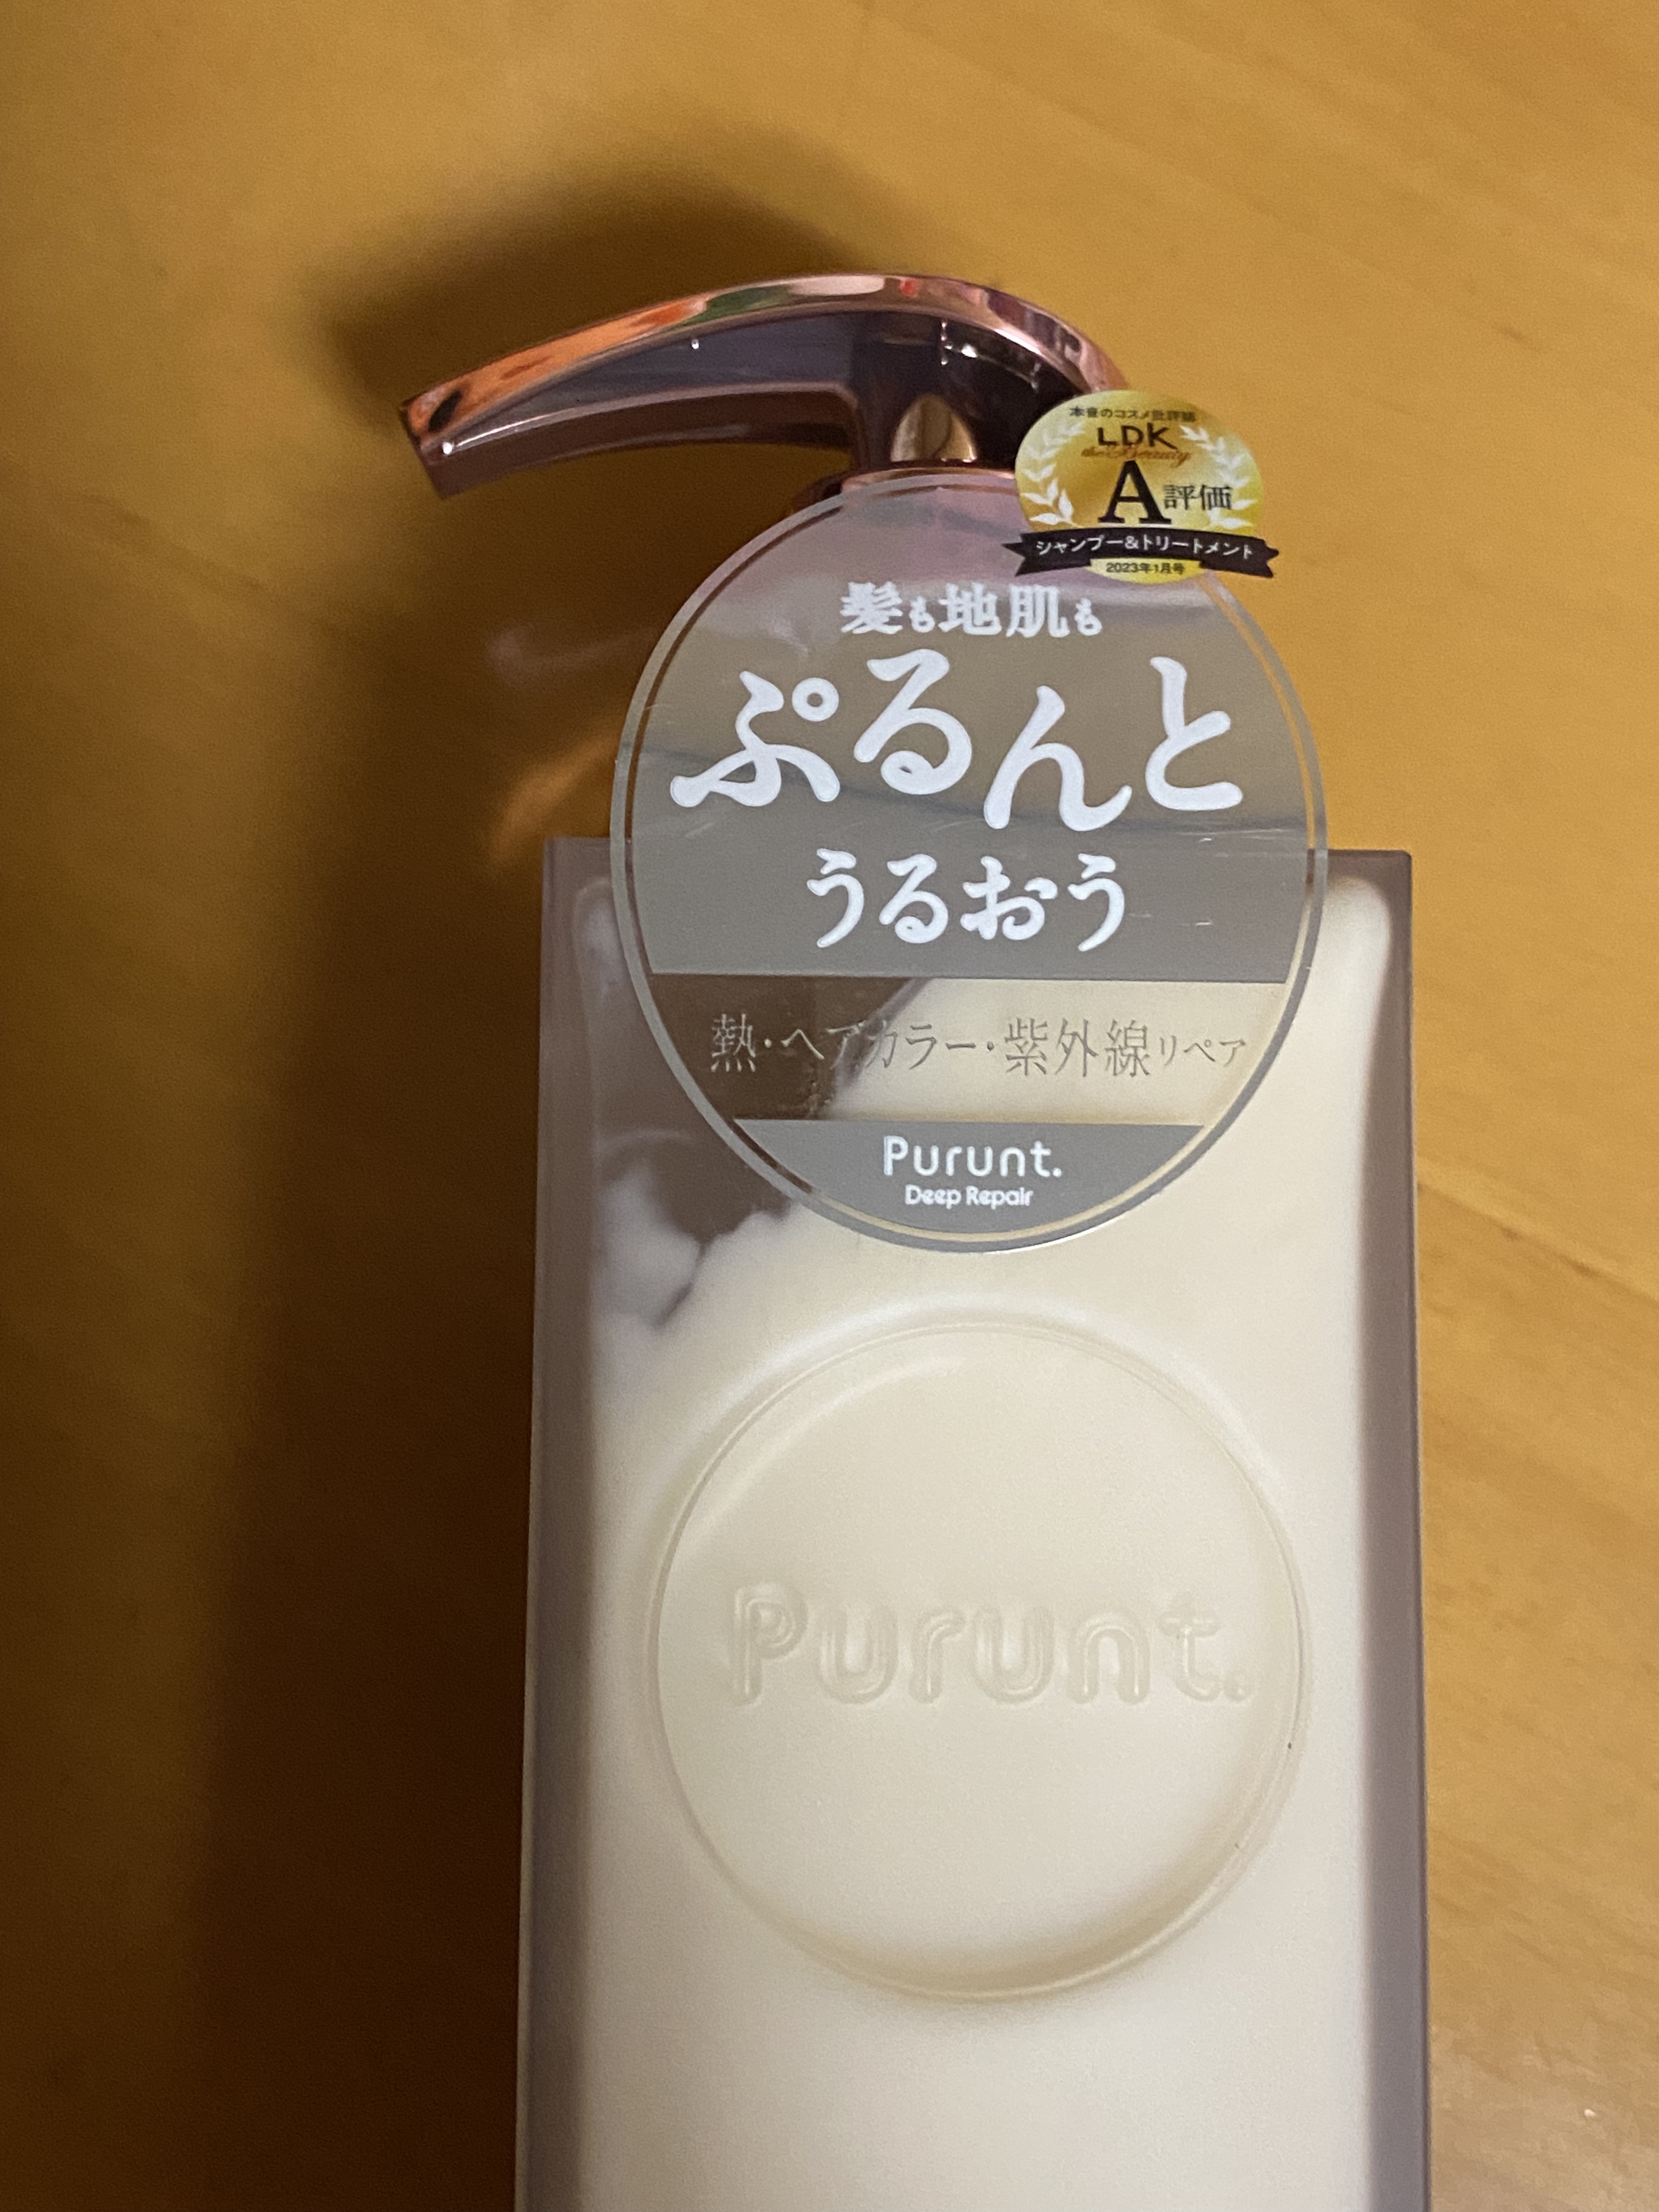 本音のコスメ批評誌
LDK
the Beauty
A評価
シャンプー&トリートメント
2023年1月号
髪も地肌も
ぷるんと
うるおう
熱・ヘアカラー・紫外線リペア
Purunt.
Deep Repair
Purunt.